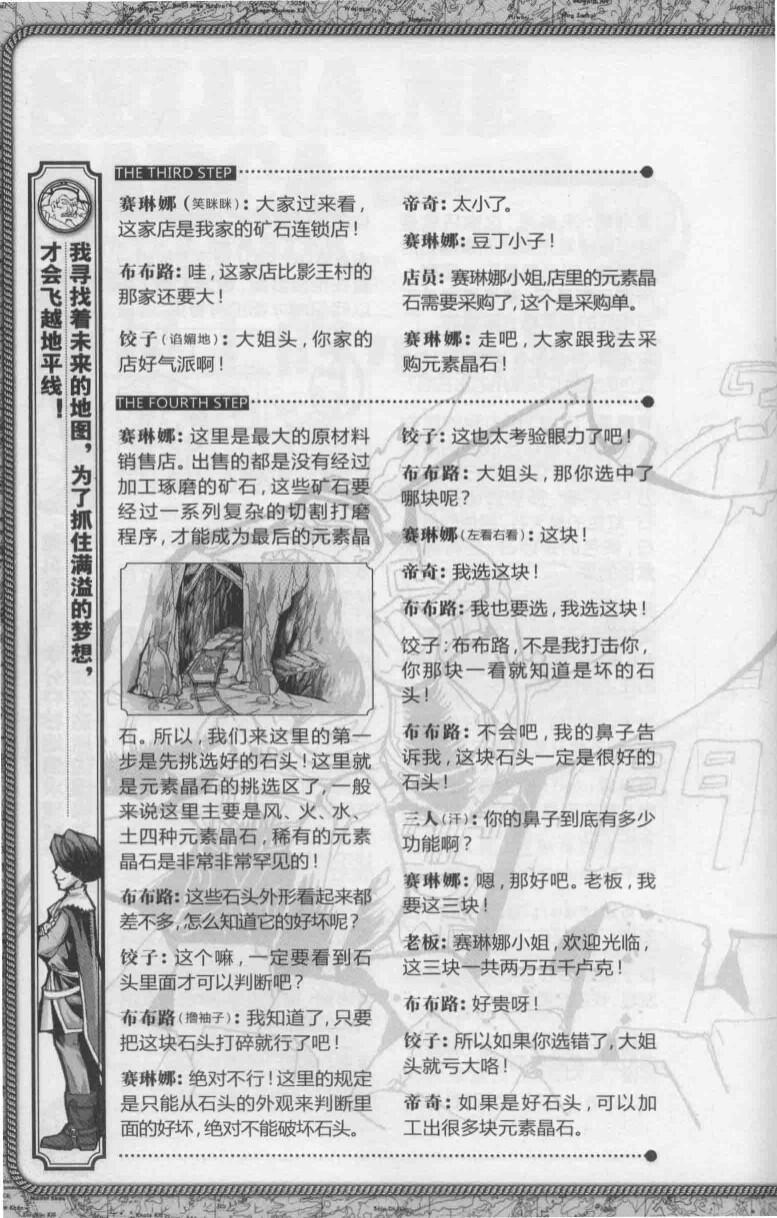 我寻找着未来的地图，为了抓住满溢的梦想，
才会飞越地平线！
THE THIRD STEP
赛琳娜（笑眯眯）：大家过来看，
这家店是我家的矿石连锁店！
布布路：哇，这家店比影王村的
那家还要大！
饺子（谄媚地）：大姐头，你家的
店好气派啊！
帝奇：太小了。
赛琳娜：豆丁小子！
店员：赛琳娜小姐，店里的元素晶
石需要采购了，这个是采购单。
赛琳娜：走吧，大家跟我去采
购元素晶石！
THE FOURTH STEP
赛琳娜：这里是最大的原材料
销售店。出售的都是没有经过
加工琢磨的矿石，这些矿石要
经过一系列复杂的切割打磨
程序，才能成为最后的元素晶
石。所以，我们来这里的第一
步是先挑选好的石头！这里就
是元素晶石的挑选区了，一般
来说这里主要是风、火、水、
土四种元素晶石，稀有的元素
晶石是非常非常罕见的！
布布路：这些石头外形看起来都
差不多，怎么知道它的好坏呢？
饺子：这个嘛，一定要看到石
头里面才可以判断吧？
布布路（撸袖子）：我知道了，只要
把这块石头打碎就行了吧！
赛琳娜：绝对不行！这里的规定
是只能从石头的外观来判断里
面的好坏，绝对不能破坏石头。
饺子：这也太考验眼力了吧！
布布路：大姐头，那你选中了
哪块呢？
赛琳娜（左看右看）：这块！
帝奇：我选这块！
布布路：我也要选，我选这块！
饺子：布布路，不是我打击你，
你那块一看就知道是坏的石
头！
布布路：不会吧，我的鼻子告
诉我，这块石头一定是很好的
石头！
三人（汗）：你的鼻子到底有多少
功能啊？
赛琳娜：嗯，那好吧。老板，我
要这三块！
老板：赛琳娜小姐，欢迎光临，
这三块一共两万五千卢克！
布布路：好贵呀！
饺子：所以如果你选错了，大姐
头就亏大咯！
帝奇：如果是好石头，可以加
工出很多块元素晶石。